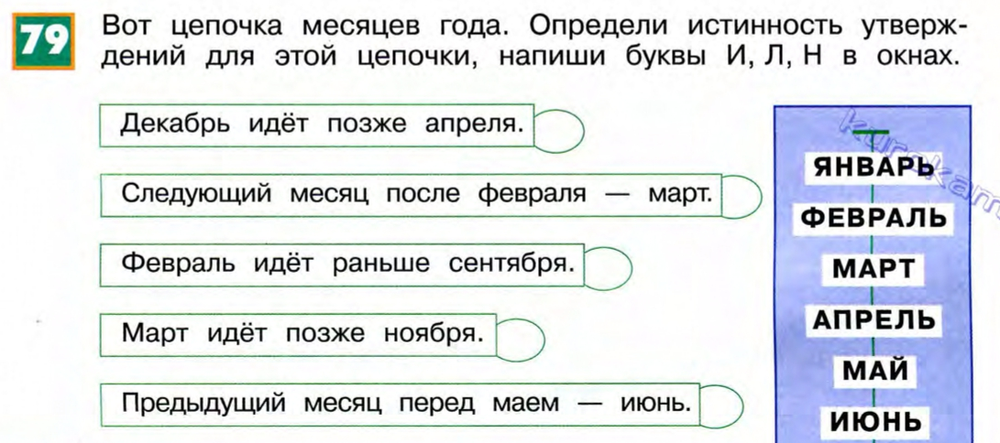 79
Вот цепочка месяцев года. Определи истинность утверж-
дений для этой цепочки, напиши буквы И, Л, Н в окнах.
Декабрь идёт позже апреля.
Следующий месяц после февраля — март.
Февраль идёт раньше сентября.
Март идёт позже ноября.
Предыдущий месяц перед маем — июнь.
ЯНВАРЬ
ФЕВРАЛЬ
МАРТ
АПРЕЛЬ
МАЙ
ИЮНЬ